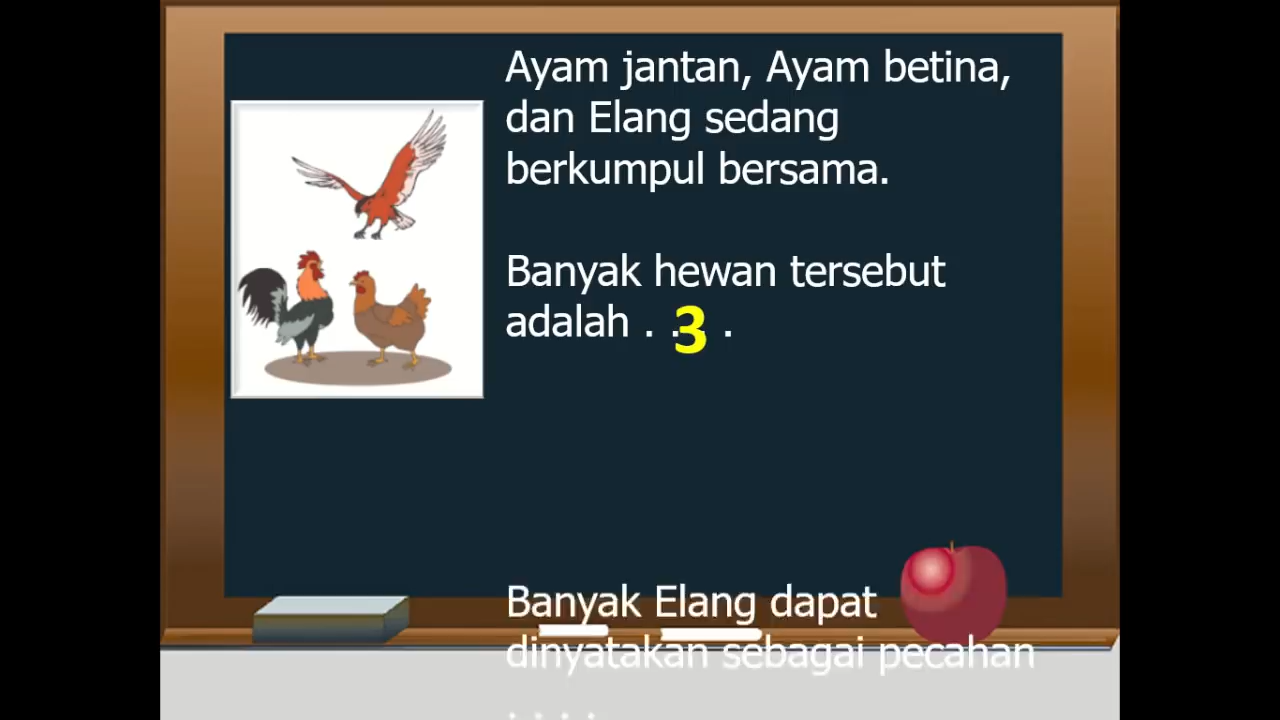 Ayam jantan, Ayam betina,
dan Elang sedang
berkumpul bersama.
Banyak hewan tersebut
adalah . . 3 .
Banyak Elang dapat
dinyatakan sebagai pecahan